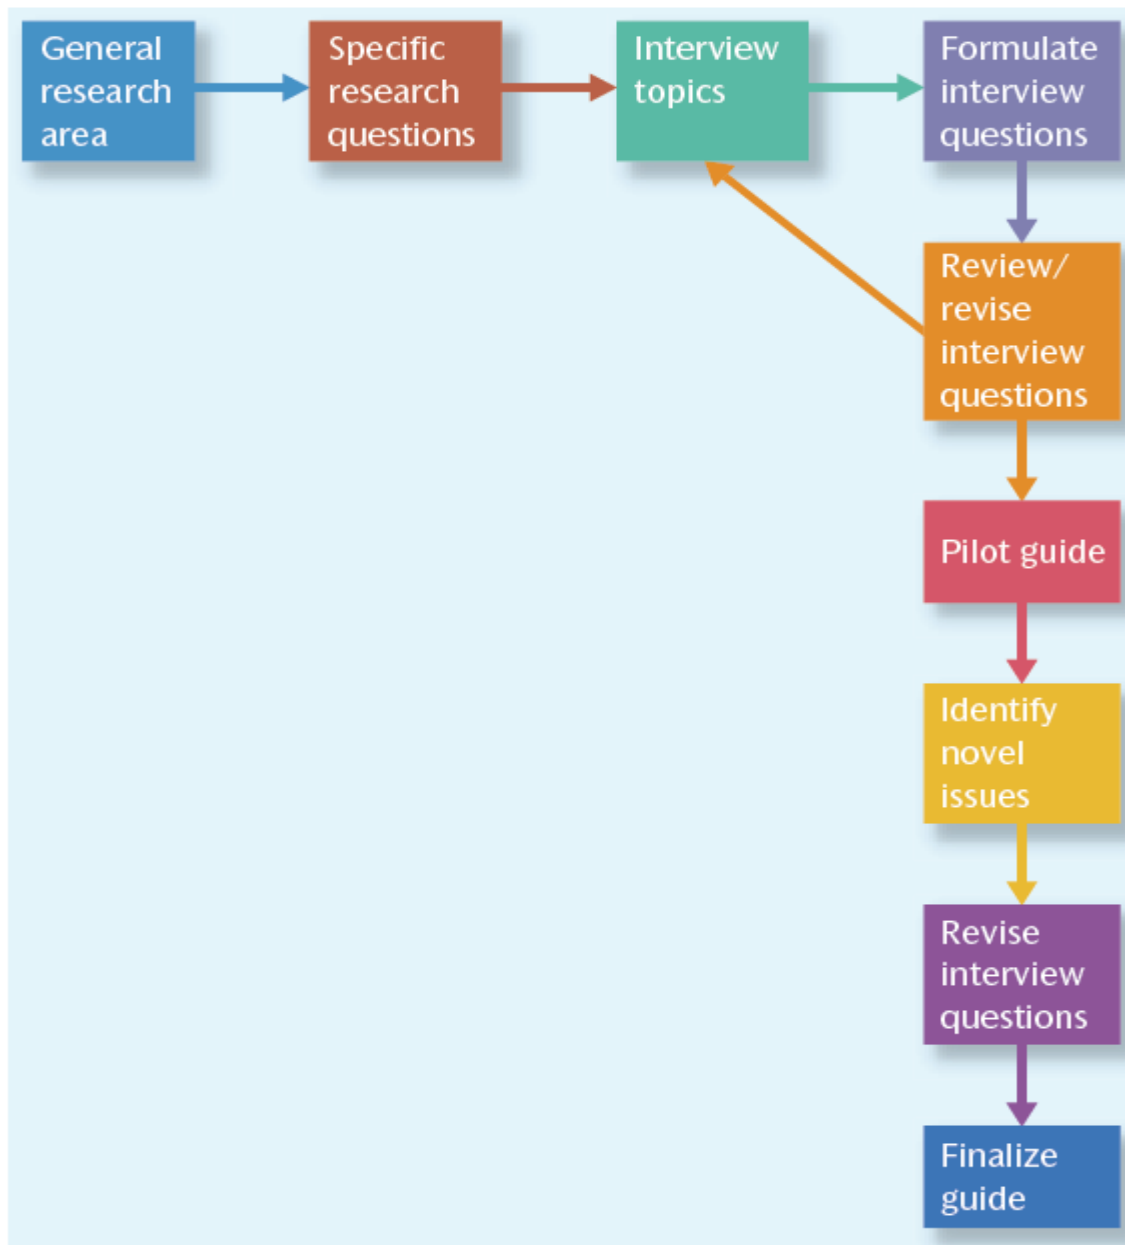 General
research
area
Specific
research
questions
Interview
topics
Formulate
interview
questions
Review/
revise
interview
questions
Pilot guide
Identify
novel
issues
Revise
interview
questions
Finalize
guide